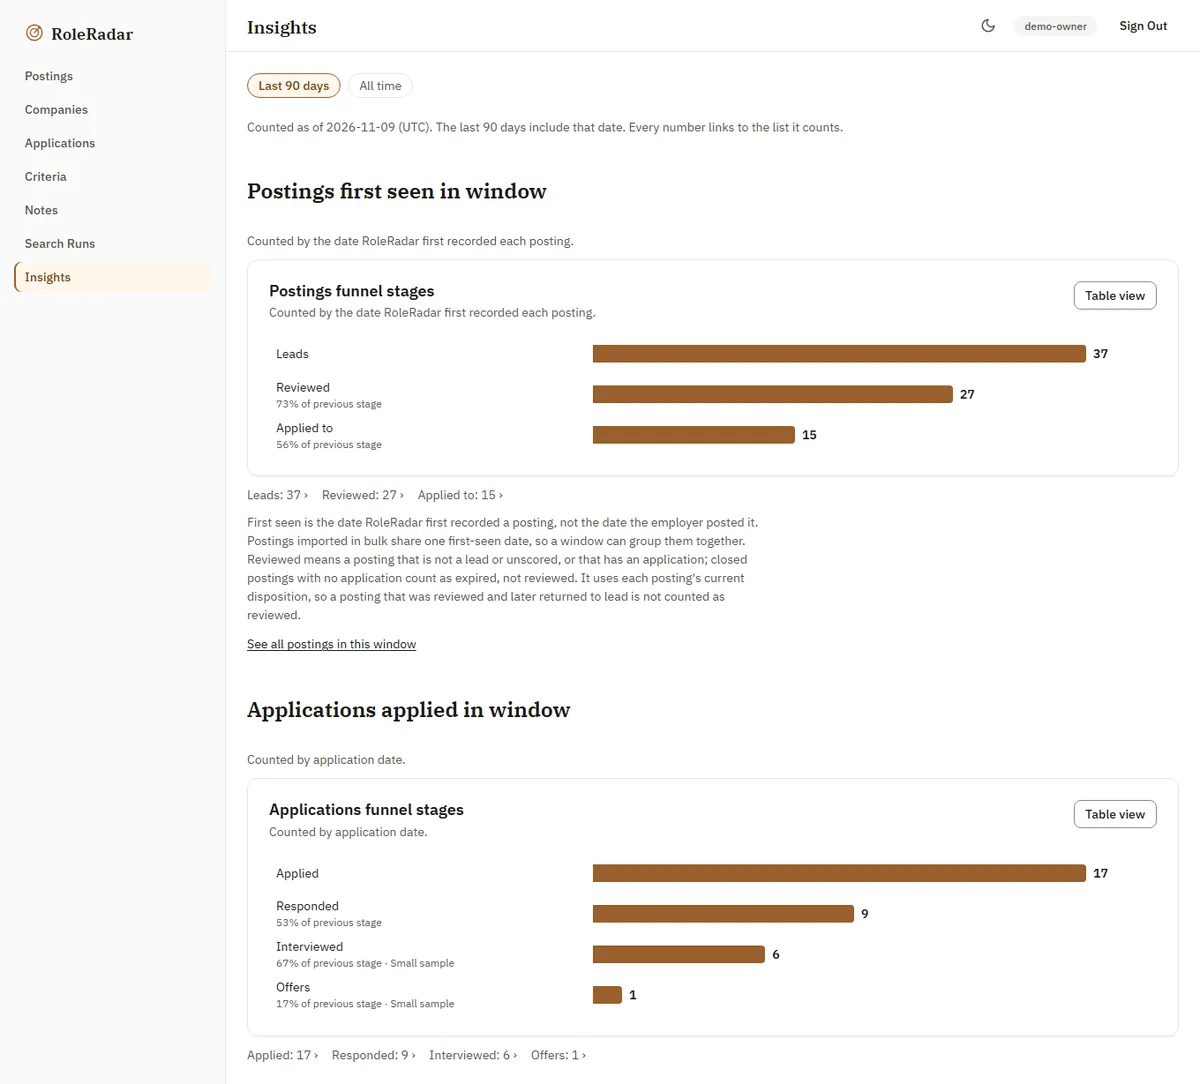 RoleRadar
Postings
Companies
Applications
Criteria
Notes
Search Runs
Insights
Insights
demo-owner
Sign Out
Last 90 days
All time
Counted as of 2026-11-09 (UTC). The last 90 days include that date. Every number links to the list it counts.
Postings first seen in window
Counted by the date RoleRadar first recorded each posting.
Postings funnel stages
Table view
Counted by the date RoleRadar first recorded each posting.
Leads
37
Reviewed
73% of previous stage
27
Applied to
56% of previous stage
15
Leads: 37 › Reviewed: 27 › Applied to: 15 ›
First seen is the date RoleRadar first recorded a posting, not the date the employer posted it.
Postings imported in bulk share one first-seen date, so a window can group them together.
Reviewed means a posting that is not a lead or unscored, or that has an application; closed
postings with no application count as expired, not reviewed. It uses each posting's current
disposition, so a posting that was reviewed and later returned to lead is not counted as
reviewed.
See all postings in this window
Applications applied in window
Counted by application date.
Applications funnel stages
Table view
Counted by application date.
Applied
17
Responded
53% of previous stage
9
Interviewed
67% of previous stage · Small sample
6
Offers
17% of previous stage · Small sample
1
Applied: 17 › Responded: 9 › Interviewed: 6 › Offers: 1 ›